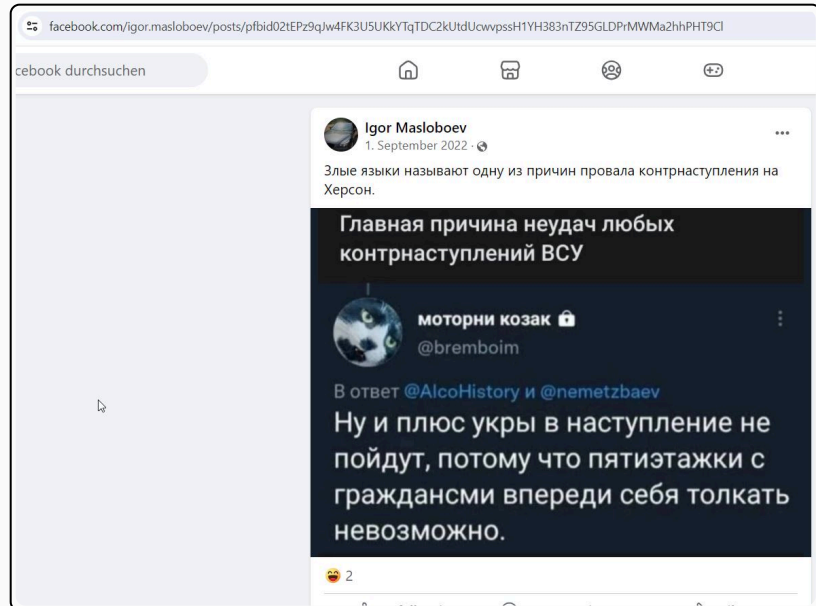 facebook.com/igor.masloboev/posts/pfbid02tEPz9qJw4FK3U5UKkYTqTDC2kUtdUcwvpssH1YH383nTZ95GLDPrMWMa2hhPHT9Cl
cebook durchsuchen
Igor Masloboev
1. September 2022 ·
Злые языки называют одну из причин провала контрнаступления на
Херсон.
Главная причина неудач любых
контрнаступлений ВСУ
моторни козак
@bremboim
В ответ @AlcoHistory и @nemetzbaev
Ну и плюс укры в наступление не
пойдут, потому что пятиэтажки с
граждансми впереди себя толкать
невозможно.
2